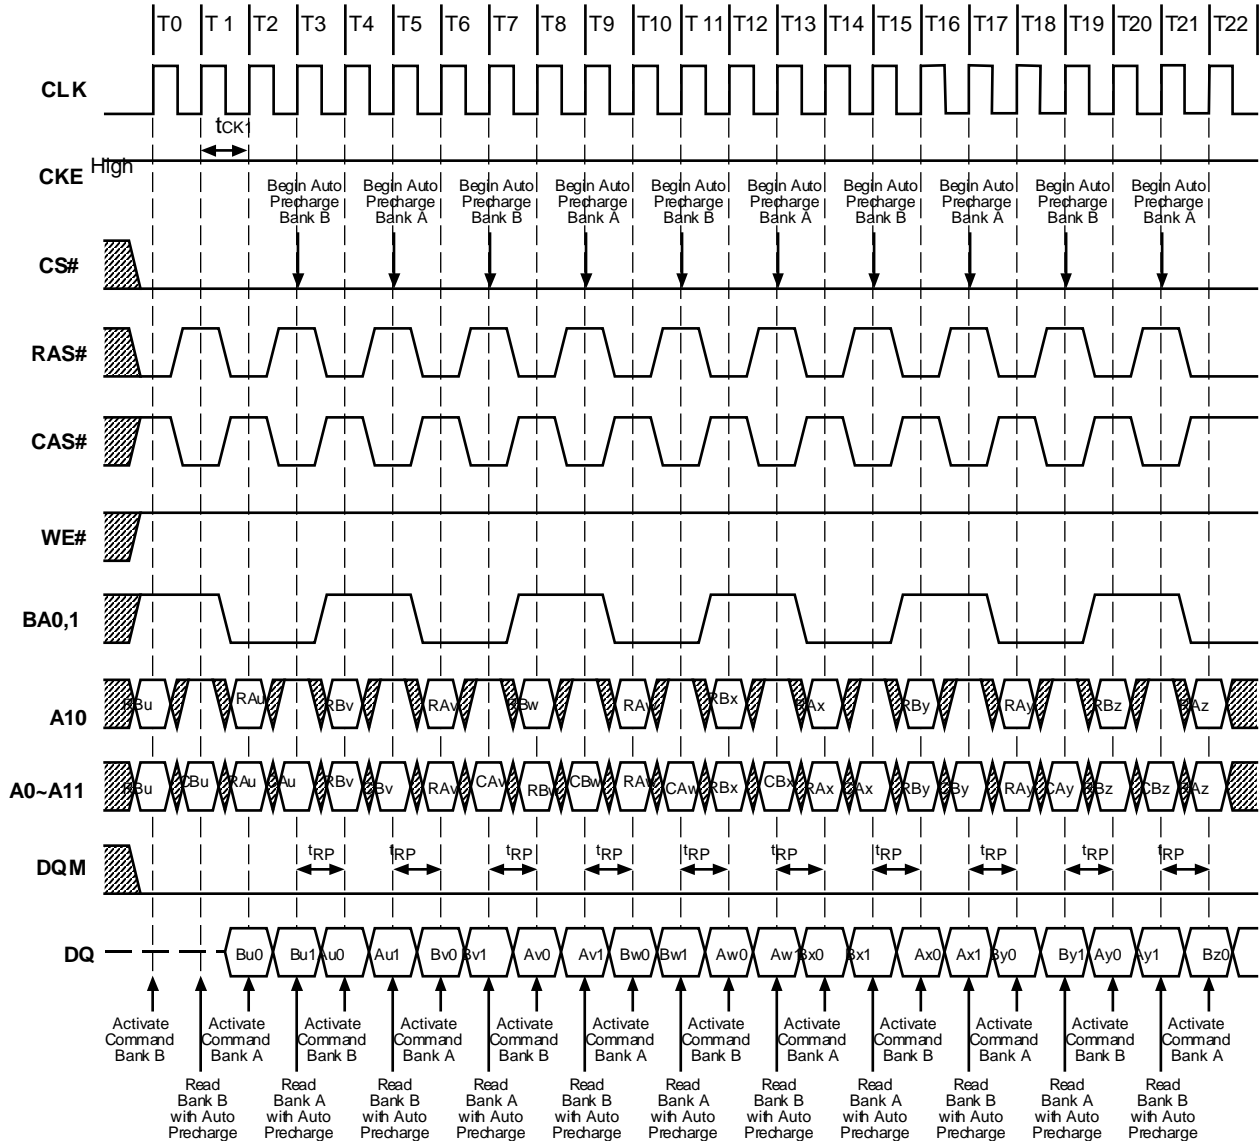 T0 T 1 T2 T3 T4 T5 T6 T7 T8 T9 T10 T 11 T12 T13 T14 T15 T16 T17 T18 T19 T20 T21 T22
CLK
tCK1
CKE High
Begin Auto Precharge Bank B
Begin Auto Precharge Bank A
Begin Auto Precharge Bank B
Begin Auto Precharge Bank A
Begin Auto Precharge Bank B
Begin Auto Precharge Bank A
Begin Auto Precharge Bank B
Begin Auto Precharge Bank A
Begin Auto Precharge Bank B
Begin Auto Precharge Bank A
CS#
RAS#
CAS#
WE#
BA0,1
A10 RBu RAu RBv RAv RBw RAw RBx RAx RBy RAy RBz RAz
A0~A11 RBu CBu RAu CAu RBv CBv RAv CAv RBw CBw RAw CAw RBx CBx RAx CAx RBy CBy RAy CAy RBz CBz RAz
DQM tRP tRP tRP tRP tRP tRP tRP tRP tRP tRP
DQ Bu0 Bu1 Au0 Au1 Bv0 Bv1 Av0 Av1 Bw0 Bw1 Aw0 Aw1 Bx0 Bx1 Ax0 Ax1 By0 By1 Ay0 Ay1 Bz0
Activate Command Bank B
Activate Command Bank A
Activate Command Bank B
Activate Command Bank A
Activate Command Bank B
Activate Command Bank A
Activate Command Bank B
Activate Command Bank A
Activate Command Bank B
Activate Command Bank A
Activate Command Bank B
Activate Command Bank A
Read Bank B with Auto Precharge
Read Bank A with Auto Precharge
Read Bank B with Auto Precharge
Read Bank A with Auto Precharge
Read Bank B with Auto Precharge
Read Bank A with Auto Precharge
Read Bank B with Auto Precharge
Read Bank A with Auto Precharge
Read Bank B with Auto Precharge
Read Bank A with Auto Precharge
Read Bank B with Auto Precharge